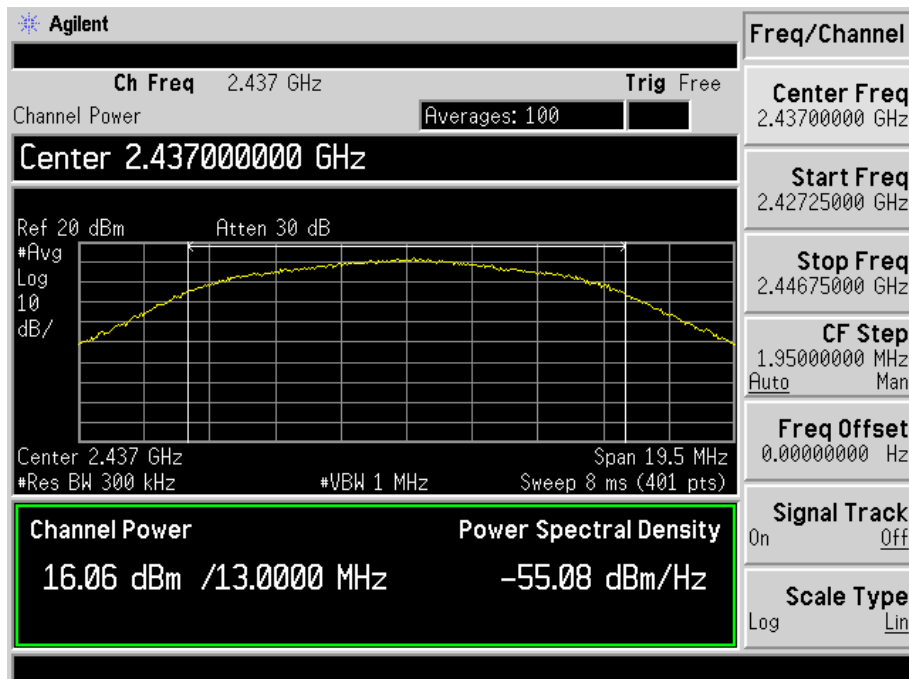 Agilent
Freq/Channel
Ch Freq 2.437 GHz Trig Free
Channel Power Averages: 100
Center 2.437000000 GHz
Ref 20 dBm Atten 30 dB
#Avg
Log
10
dB/
Center 2.437 GHz Span 19.5 MHz
#Res BW 300 kHz #VBW 1 MHz Sweep 8 ms (401 pts)
Channel Power Power Spectral Density
16.06 dBm /13.0000 MHz -55.08 dBm/Hz
Center Freq
2.43700000 GHz
Start Freq
2.42725000 GHz
Stop Freq
2.44675000 GHz
CF Step
1.95000000 MHz
Auto Man
Freq Offset
0.00000000 Hz
Signal Track
On Off
Scale Type
Log Lin